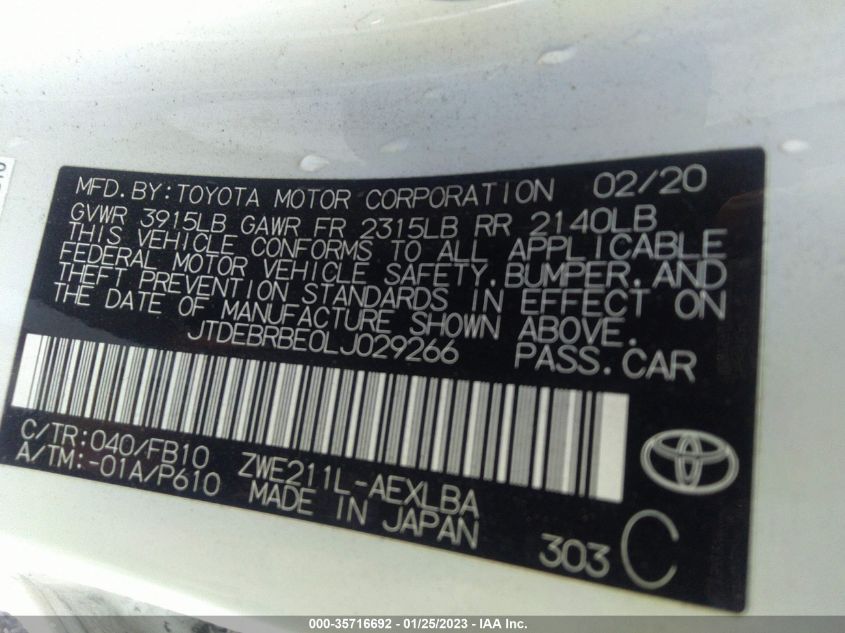 MFD.BY:TOYOTA MOTOR CORPORATION 02/20
GVWR 3915LB GAWR FR 2315LB RR 2140LB
THIS VEHICLE CONFORMS TO ALL APPLICABLE
FEDERAL MOTOR VEHICLE SAFETY,BUMPER,AND
THEFT PREVENTION STANDARDS IN EFFECT ON
THE DATE OF MANUFACTURE SHOWN ABOVE.
JTDEBRBE0LJ029266 PASS.CAR
C/TR:040/FB10
A/TM:-01A/P610
ZWE211L-AEXLBA
MADE IN JAPAN
303 C
000-35716692 - 01/25/2023 - IAA Inc.